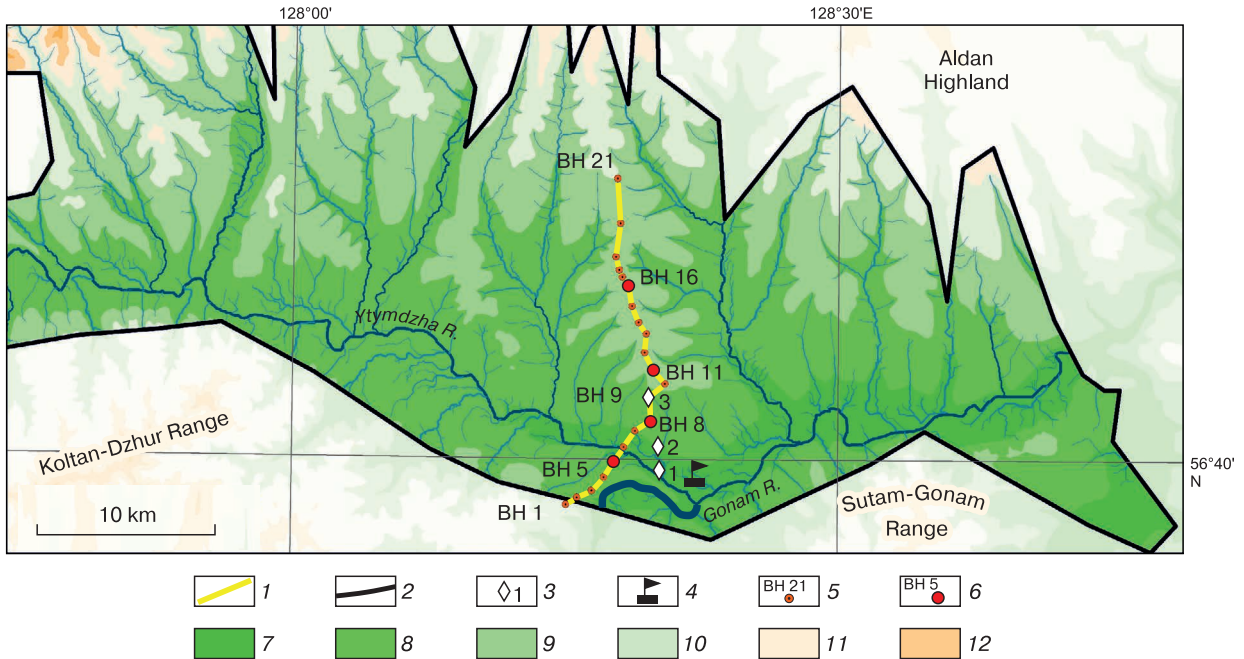 128°00'
128°30'E
Aldan
Highland
BH 21
BH 16
Ytymdzha R.
BH 11
BH 9
3
BH 8
Koltan-Dzhur Range
2
BH 5
1
56°40'
N
Gonam R.
Sutam-Gonam
Range
BH 1
10 km
1
2
1
3
4
BH 21
5
BH 5
6
7
8
9
10
11
12